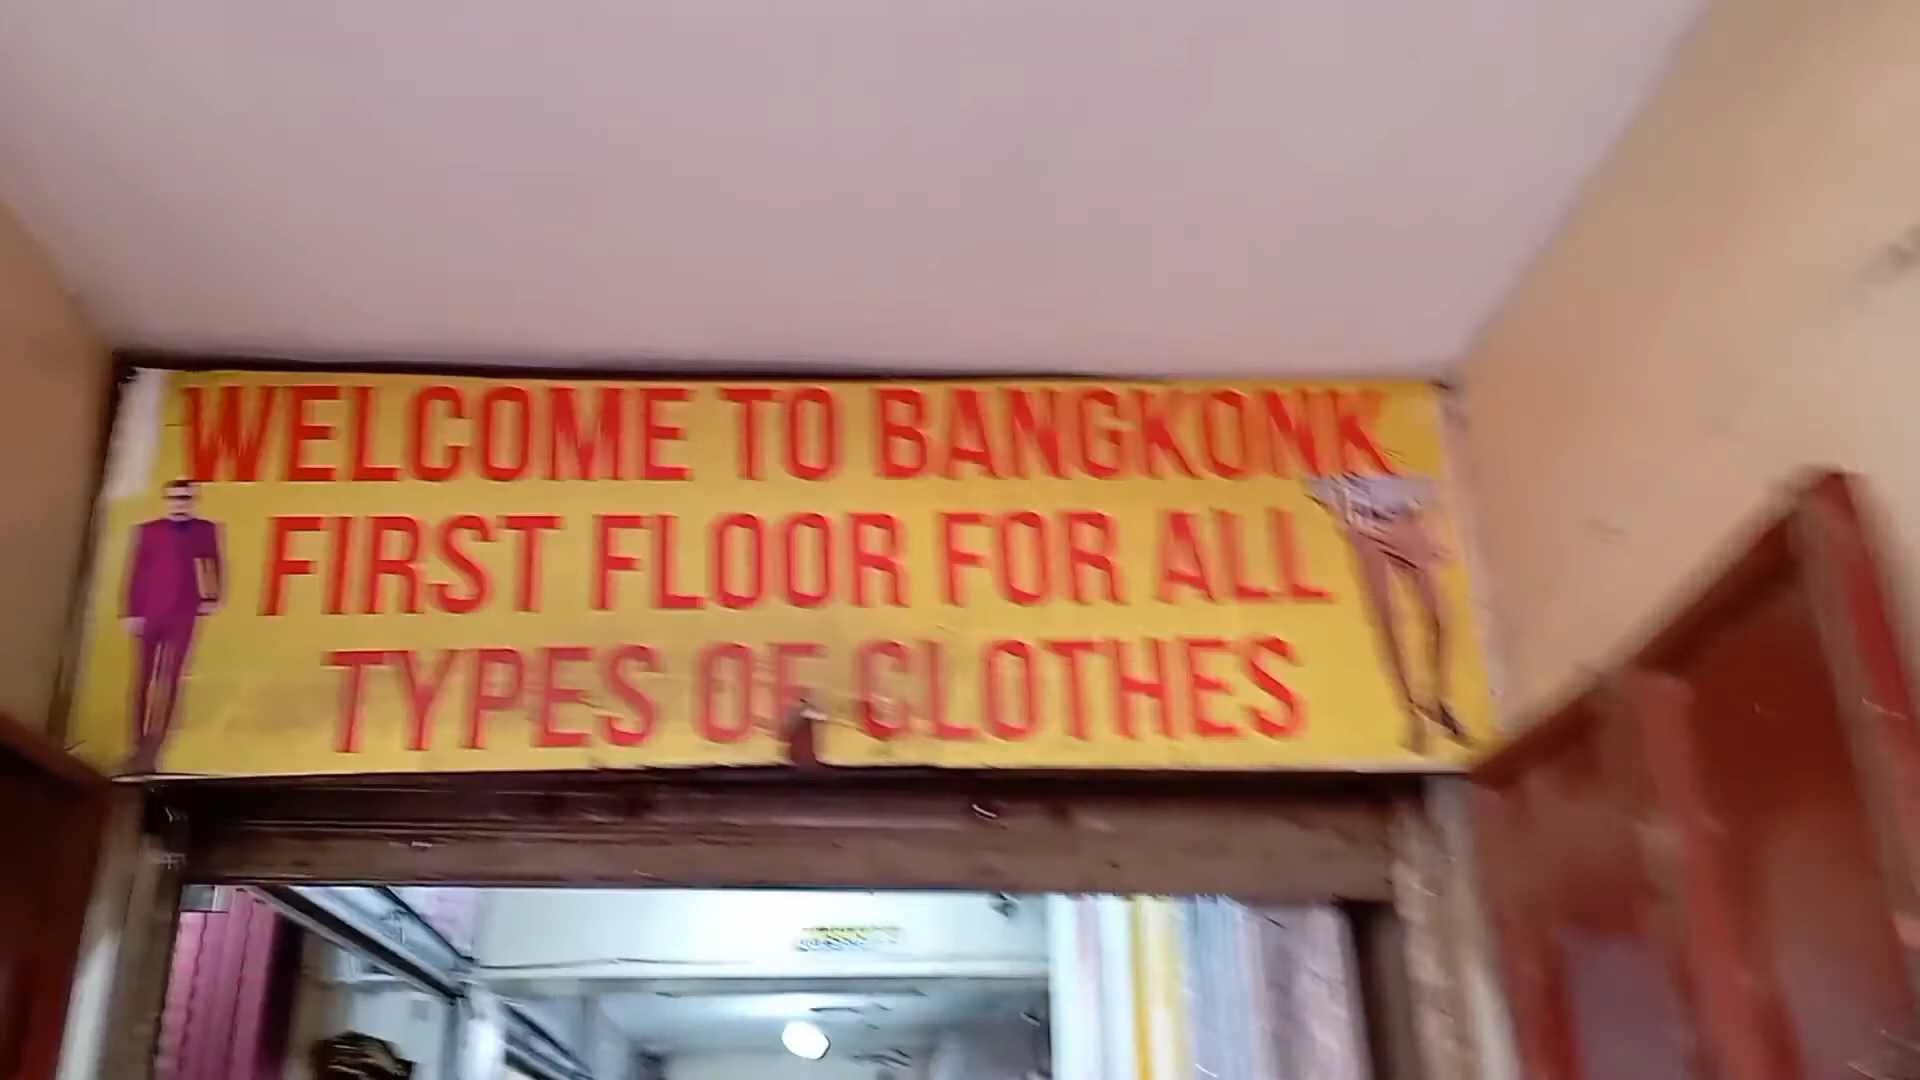 WELCOME TO BANGKONK
FIRST FLOOR FOR ALL
TYPES OF CLOTHES